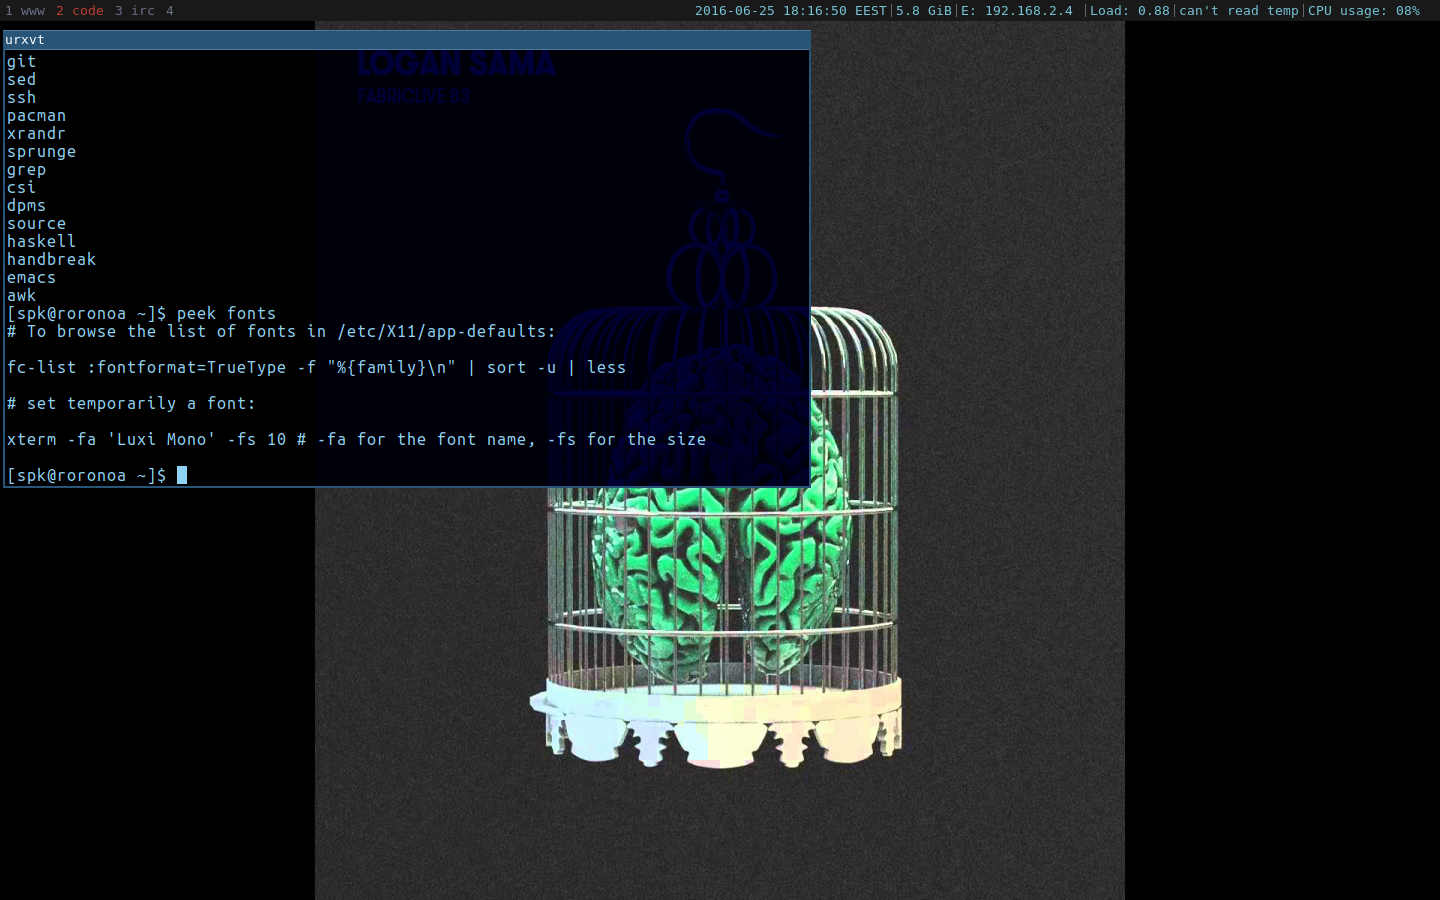 1 www 2 code 3 irc 4
2016-06-25 18:16:50 EEST|5.8 GiB|E: 192.168.2.4 |Load: 0.88|can't read temp|CPU usage: 08%
urxvt
LOGAN SAMA
FABRICLIVE 83
git
sed
ssh
pacman
xrandr
sprunge
grep
csi
dpms
source
haskell
handbreak
emacs
awk
[spk@roronoa ~]$ peek fonts
# To browse the list of fonts in /etc/X11/app-defaults:
fc-list :fontformat=TrueType -f "%{family}\n" | sort -u | less
# set temporarily a font:
xterm -fa 'Luxi Mono' -fs 10 # -fa for the font name, -fs for the size
[spk@roronoa ~]$